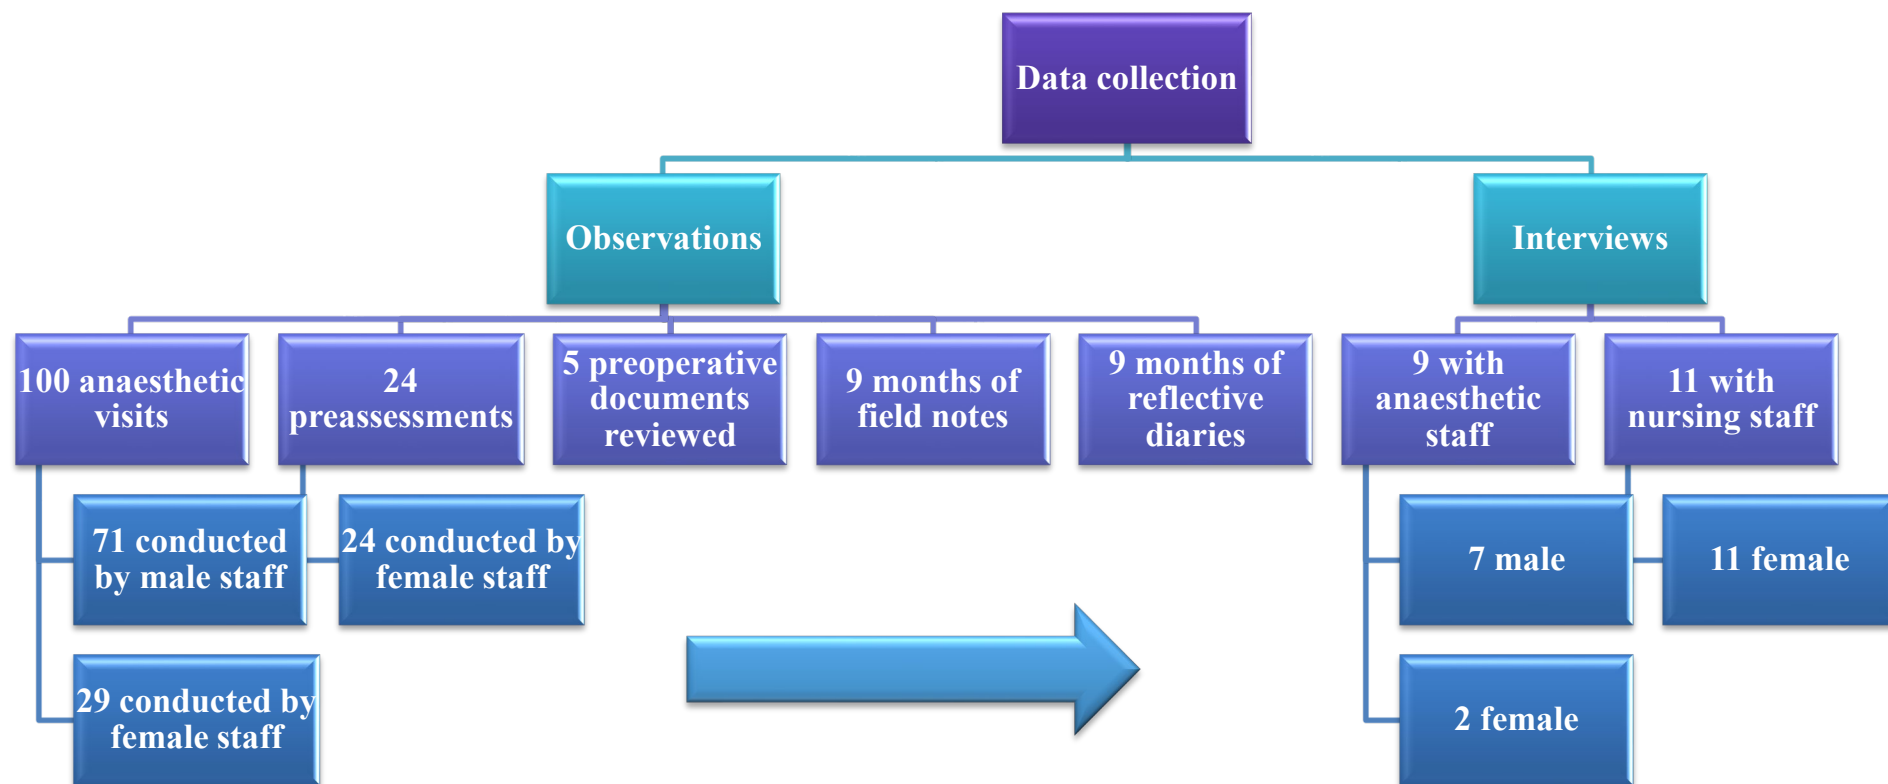 Data collection
Observations
Interviews
100 anaesthetic
visits
24
preassessments
5 preoperative
documents
reviewed
9 months of
field notes
9 months of
reflective
diaries
9 with
anaesthetic
staff
11 with
nursing staff
71 conducted
by male staff
24 conducted by
female staff
7 male
11 female
29 conducted by
female staff
2 female